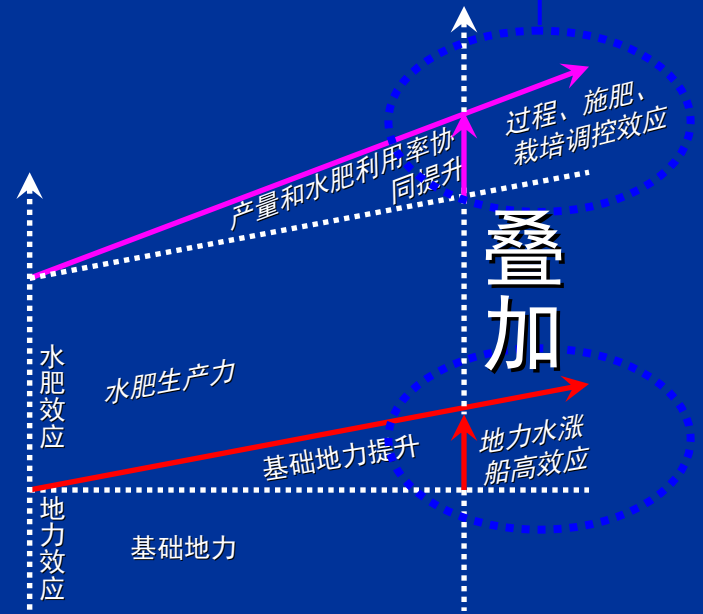 过程、施肥、
栽培调控效应
产量和水肥利用率协
同提升
叠
加
水肥效应
水肥生产力
基础地力提升
地力水涨
船高效应
地力效应
基础地力